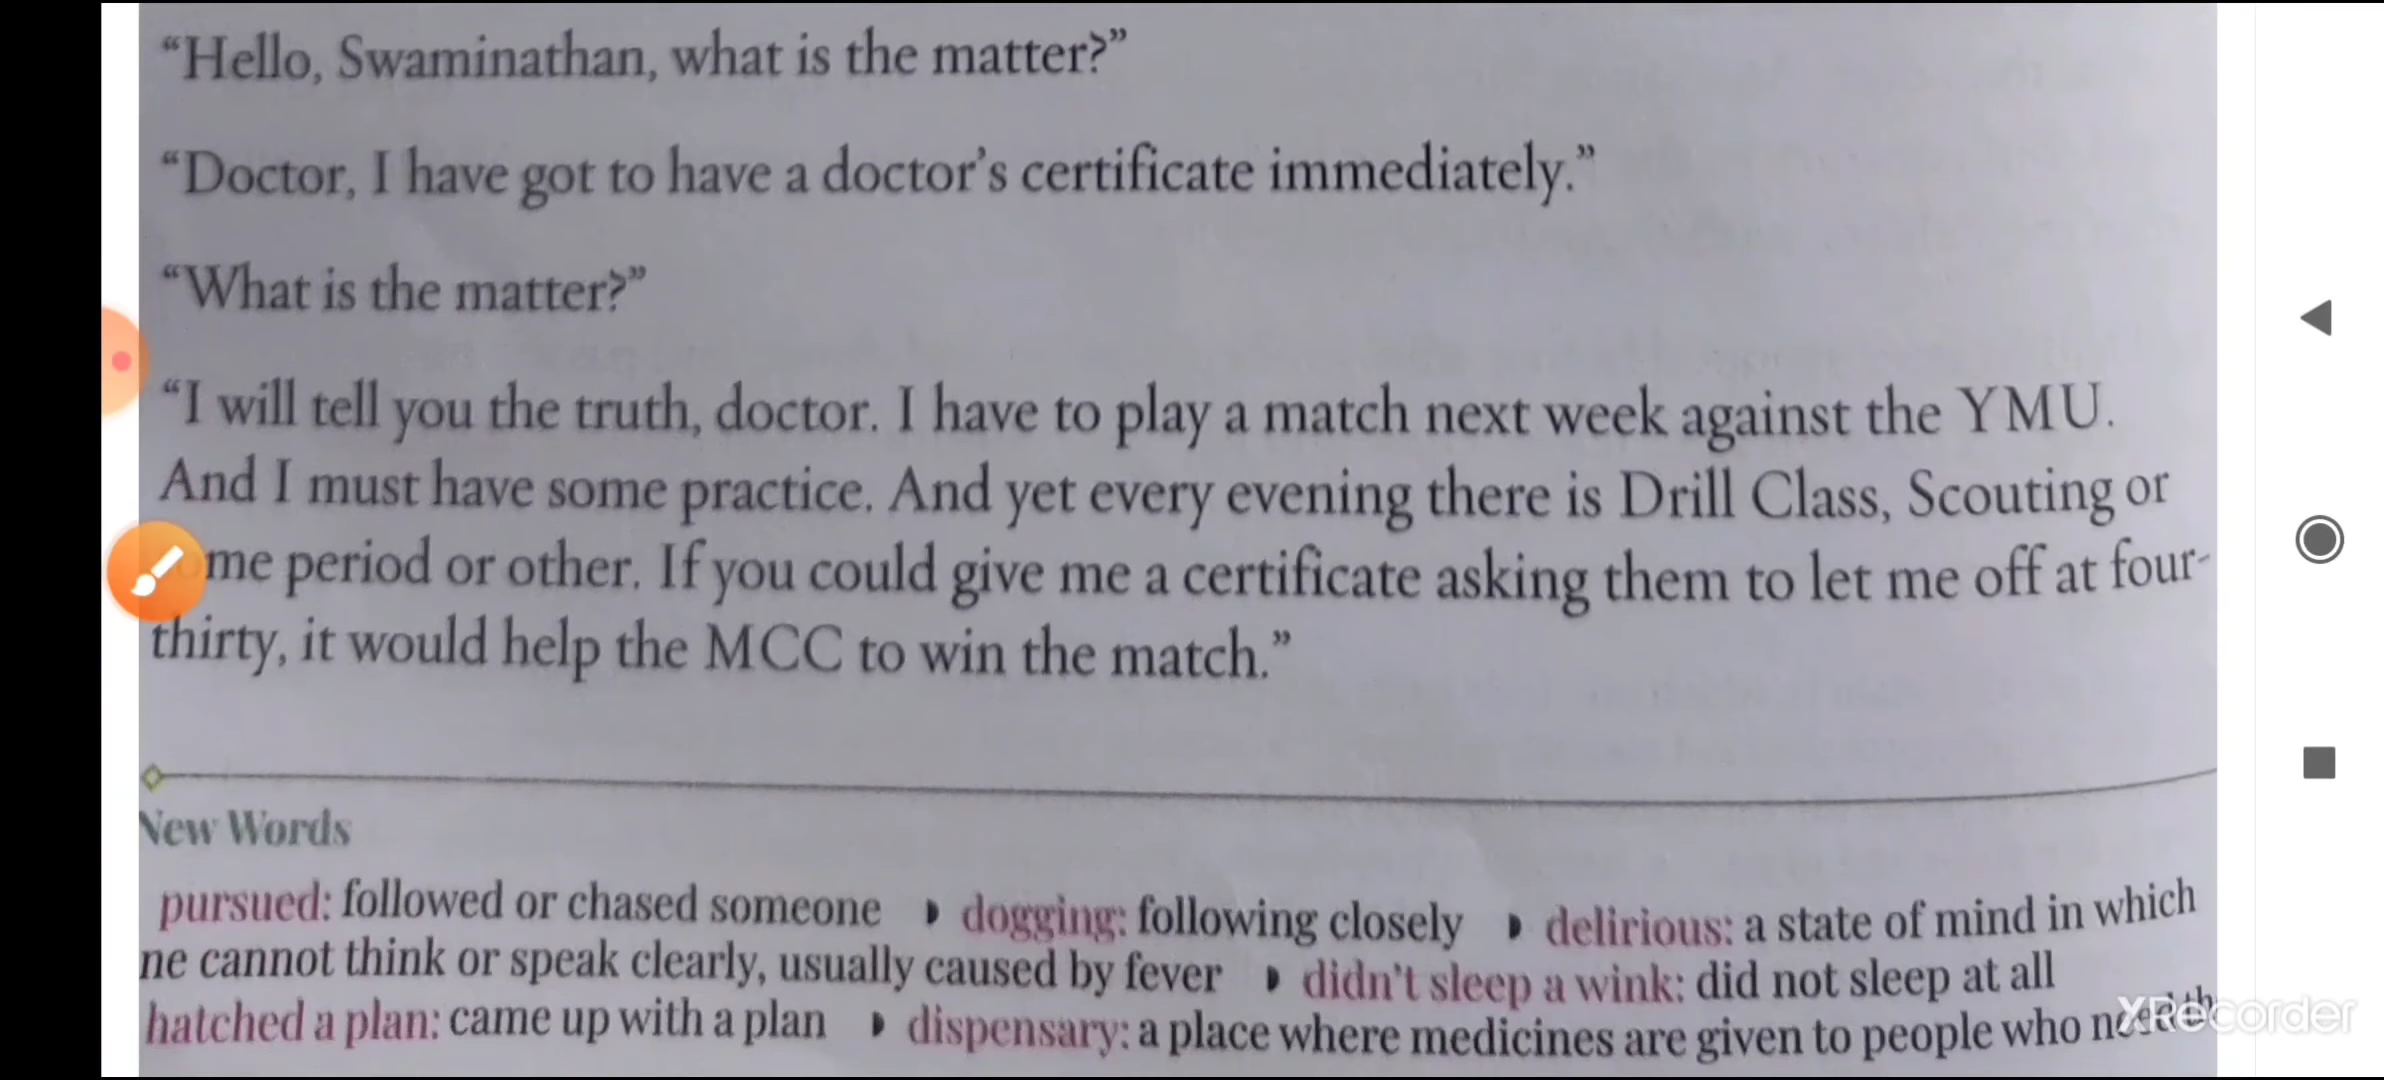 “Hello, Swaminathan, what is the matter?”
“Doctor, I have got to have a doctor’s certificate immediately.”
“What is the matter?”
“I will tell you the truth, doctor. I have to play a match next week against the YMU.
And I must have some practice. And yet every evening there is Drill Class, Scouting or
me period or other. If you could give me a certificate asking them to let me off at four-
thirty, it would help the MCC to win the match.”
New Words
pursued: followed or chased someone ◗ dogging: following closely ◗ delirious: a state of mind in which
ne cannot think or speak clearly, usually caused by fever ◗ didn't sleep a wink: did not sleep at all
hatched a plan: came up with a plan ◗ dispensary: a place where medicines are given to people who
XRecorder